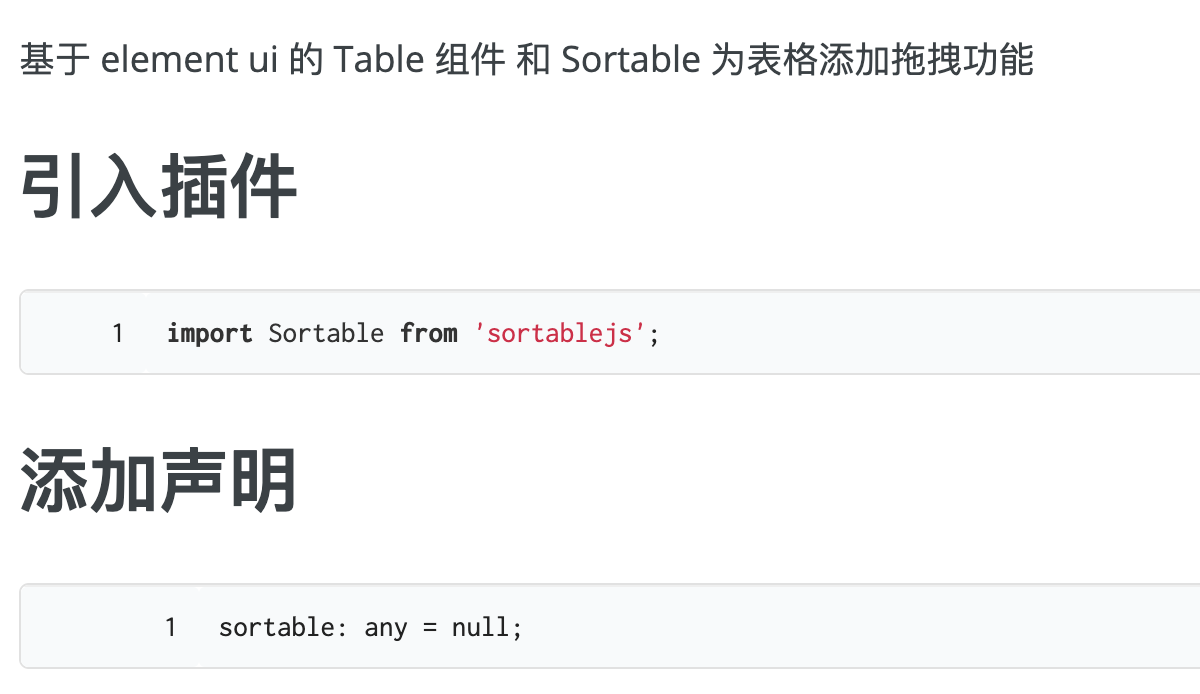 基于 element ui 的 Table 组件 和 Sortable 为表格添加拖拽功能
引入插件
1 import Sortable from 'sortablejs';
添加声明
1 sortable: any = null;